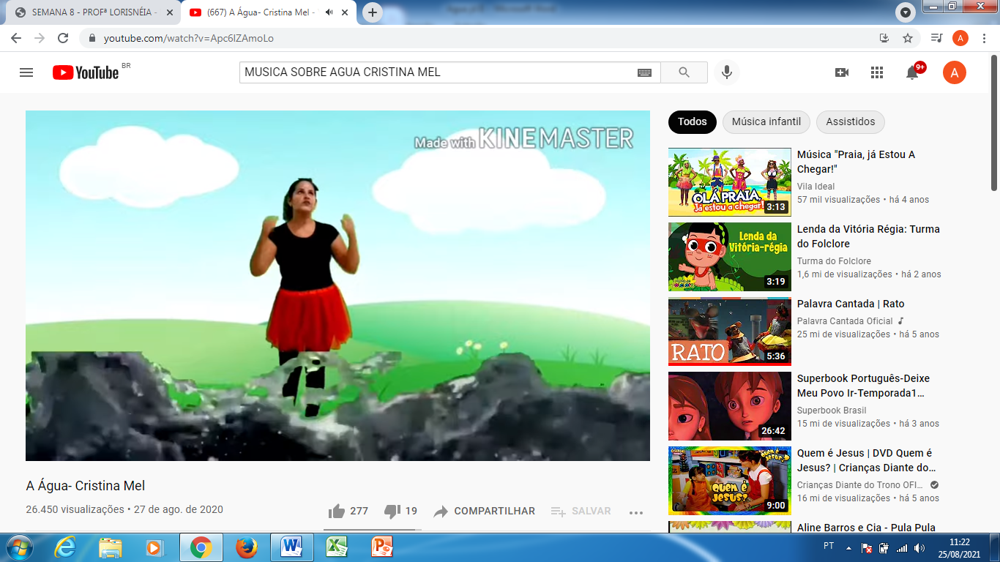 SEMANA 8 - PROFª LORISNÉIA -
(667) A Água- Cristina Mel -
youtube.com/watch?v=Apc6IZAmoLo
A
YouTube BR
MUSICA SOBRE AGUA CRISTINA MEL
9+
A
Made with KINEMASTER
Todos
Música infantil
Assistidos
OLÁ PRAIA,
Já estou a chegar!
3:13
Música "Praia, já Estou A
Chegar!"
Vila Ideal
57 mil visualizações • há 4 anos
Lenda da
Vitória-régia
3:19
Lenda da Vitória Régia: Turma
do Folclore
Turma do Folclore
1,6 mi de visualizações • há 2 anos
RATO
5:36
Palavra Cantada | Rato
Palavra Cantada Oficial
25 mi de visualizações • há 5 anos
26:42
Superbook Português-Deixe
Meu Povo Ir-Temporada1...
Superbook Brasil
15 mi de visualizações • há 3 anos
QUEM É
JESUS?
9:00
Quem é Jesus | DVD Quem é
Jesus? | Crianças Diante do...
Crianças Diante do Trono OFI...
16 mi de visualizações • há 5 anos
Aline Barros e Cia - Pula Pula
A Água- Cristina Mel
26.450 visualizações • 27 de ago. de 2020
277
19
COMPARTILHAR
SALVAR
PT
11:22
25/08/2021